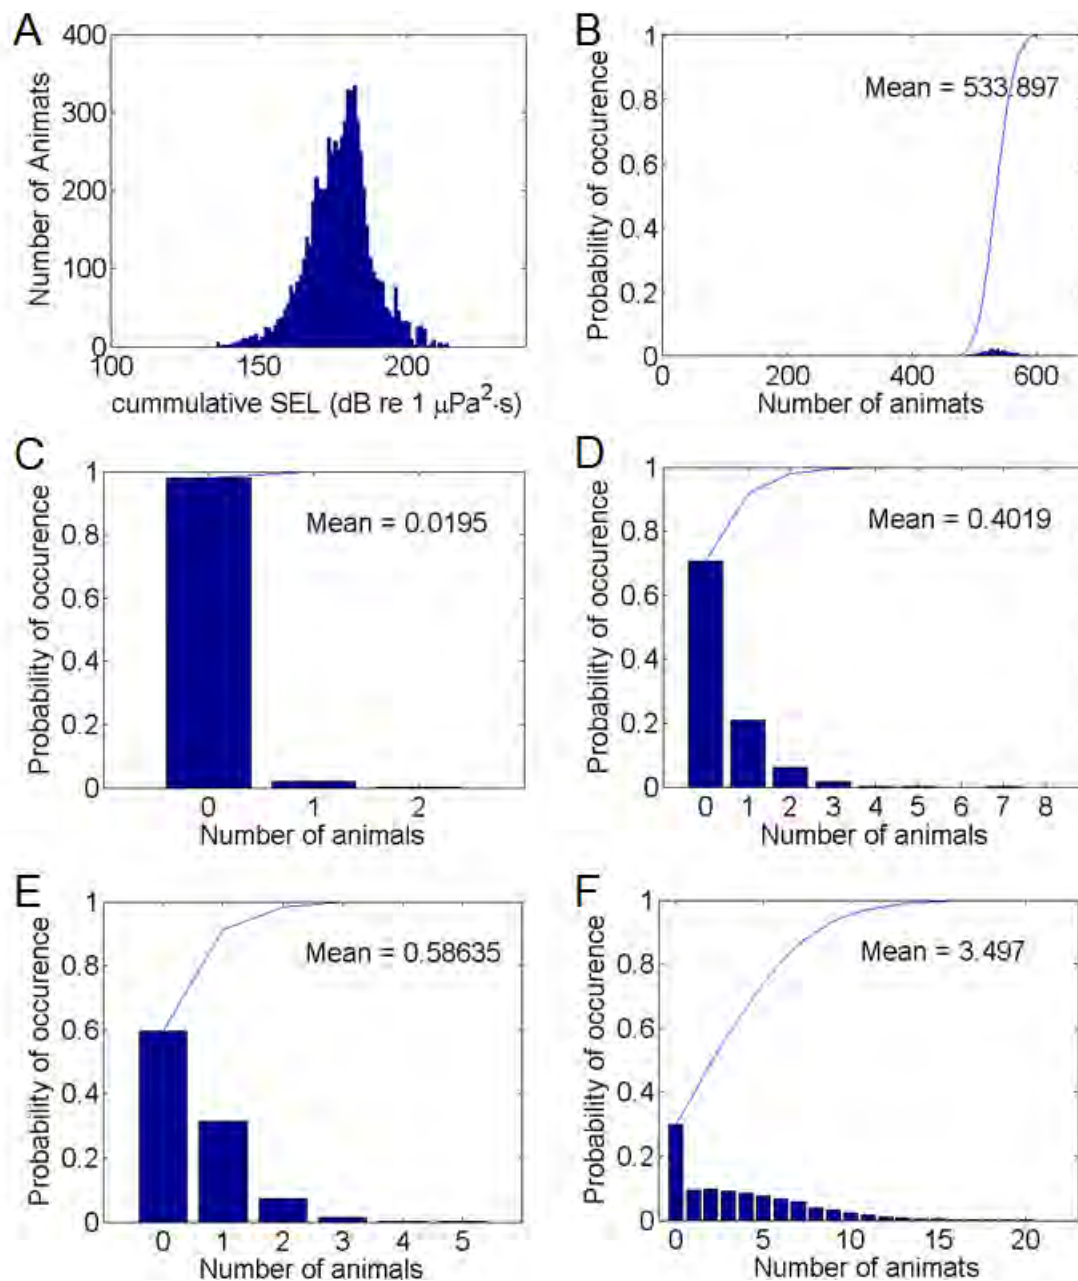 A
400
300
200
100
0
Number of Animats
100
150
200
cummulative SEL (dB re 1 μPa²·s)
B
1
0.8
0.6
0.4
0.2
0
Probability of occurence
Mean = 533.897
0
200
400
600
Number of animats
C
1
0.8
0.6
0.4
0.2
0
Probability of occurence
Mean = 0.0195
0
1
2
Number of animals
D
1
0.8
0.6
0.4
0.2
0
Probability of occurence
Mean = 0.4019
0
1
2
3
4
5
6
7
8
Number of animals
E
1
0.8
0.6
0.4
0.2
0
Probability of occurence
Mean = 0.58635
0
1
2
3
4
5
Number of animals
F
1
0.8
0.6
0.4
0.2
0
Probability of occurence
Mean = 3.497
0
5
10
15
20
Number of animats